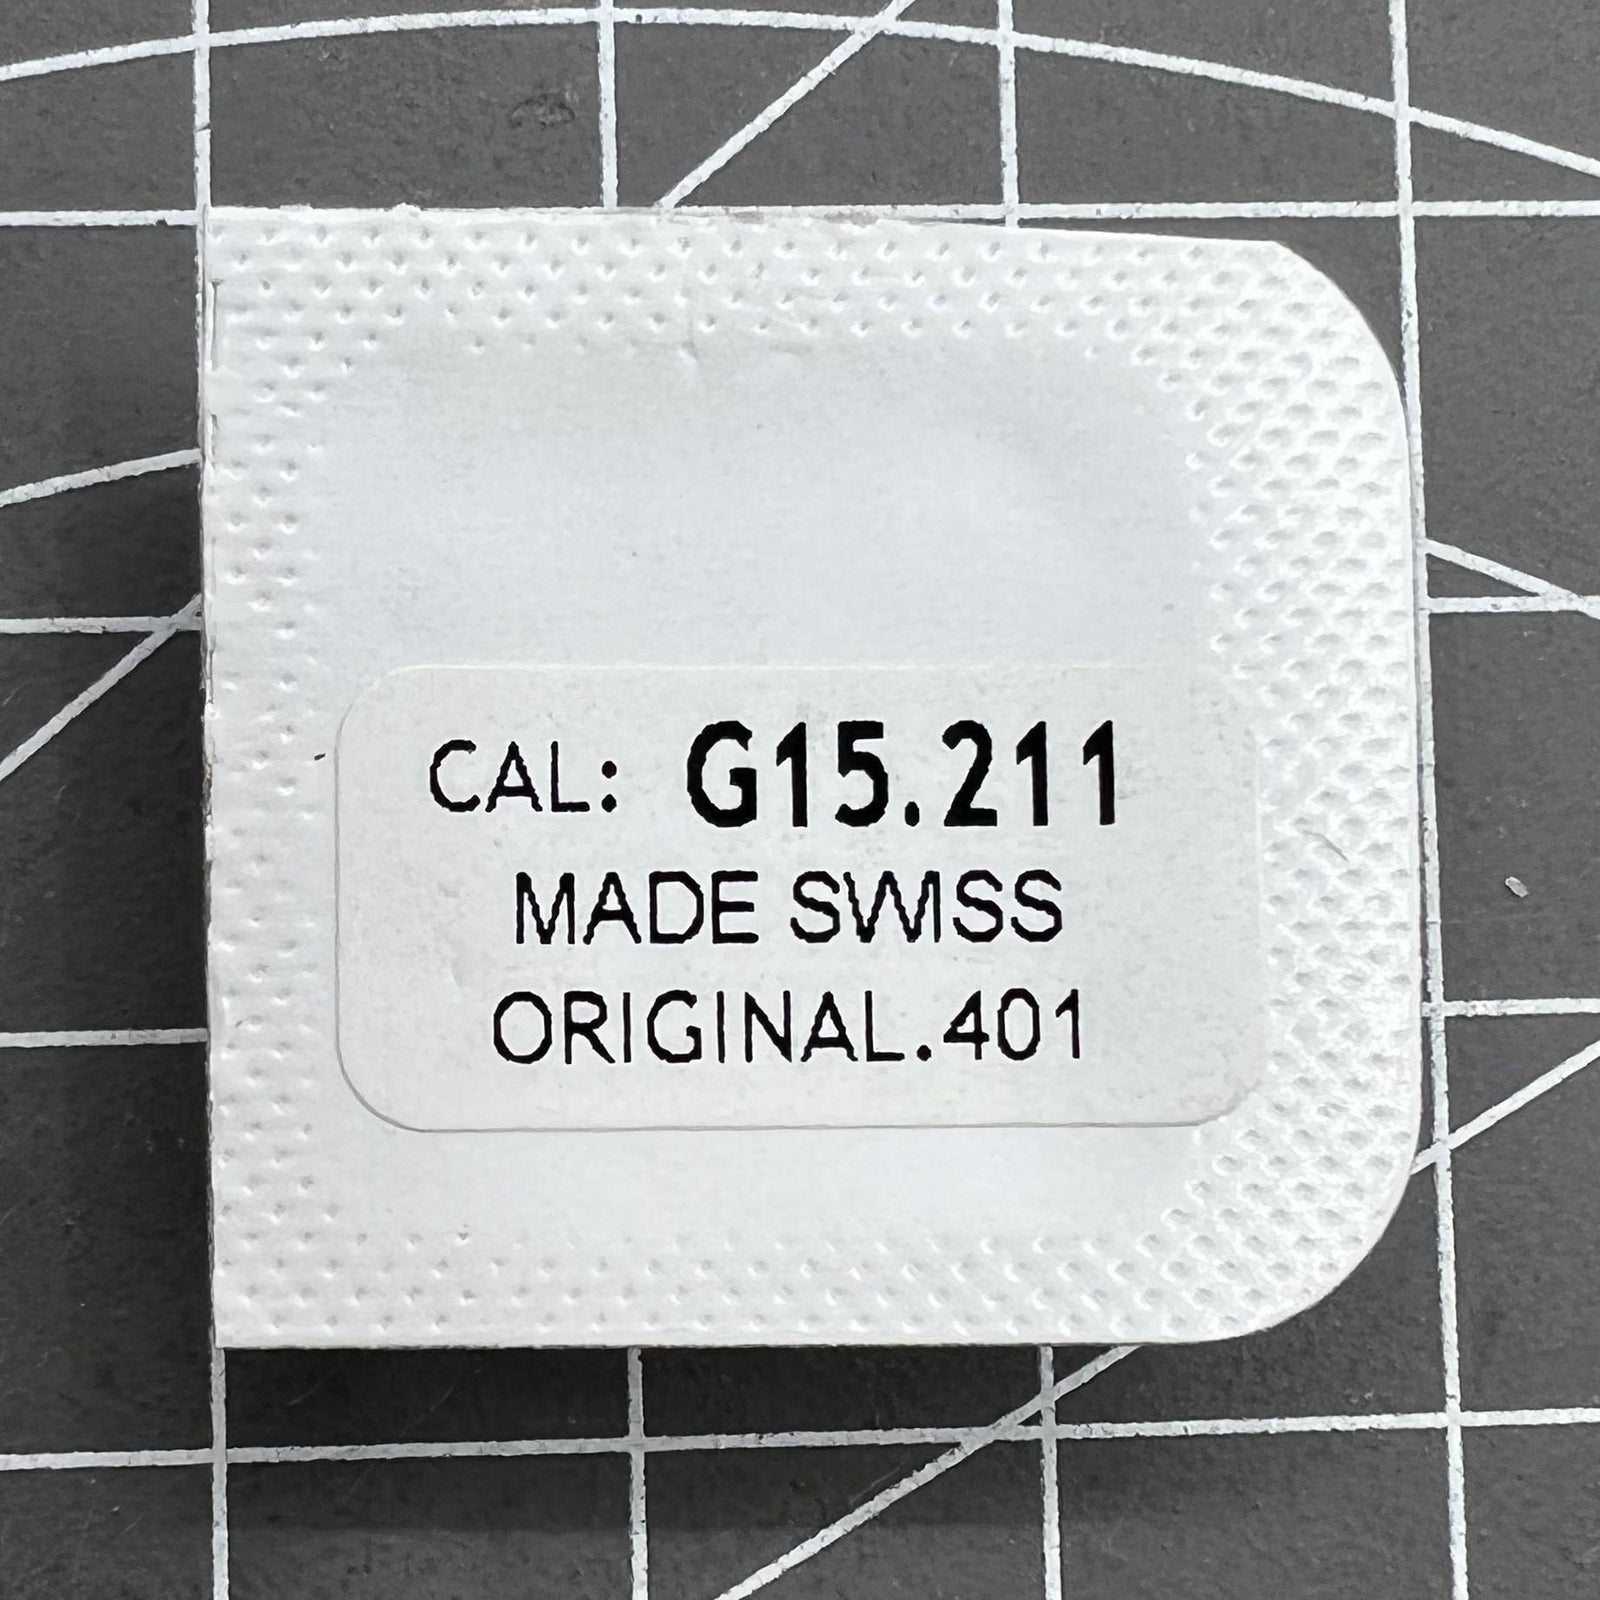 CAL: G15.211
MADE SWISS
ORIGINAL.401